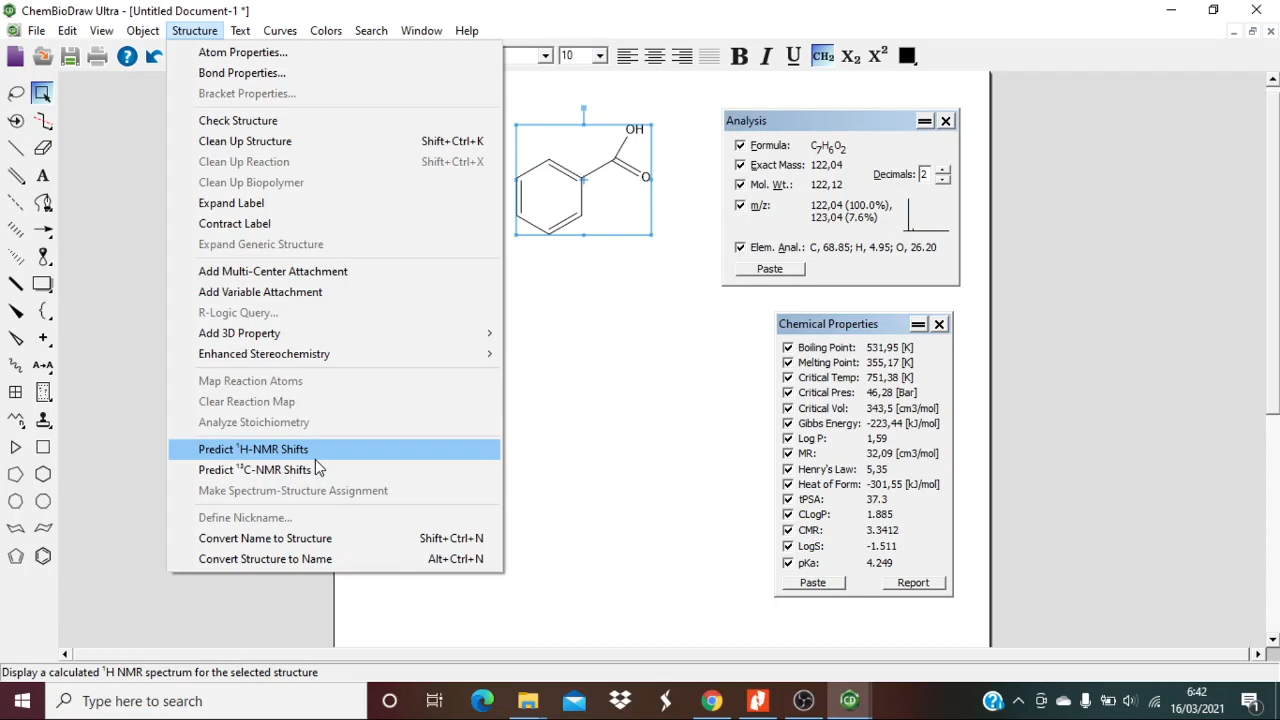 ChemBioDraw Ultra - [Untitled Document-1 *]
File Edit View Object Structure Text Curves Colors Search Window Help
10 B I U CH2 X2 X2
Atom Properties...
Bond Properties...
Bracket Properties...
Check Structure
Clean Up Structure Shift+Ctrl+K
Clean Up Reaction Shift+Ctrl+X
Clean Up Biopolymer
Expand Label
Contract Label
Expand Generic Structure
Add Multi-Center Attachment
Add Variable Attachment
R-Logic Query...
Add 3D Property
Enhanced Stereochemistry
Map Reaction Atoms
Clear Reaction Map
Analyze Stoichiometry
Predict ¹H-NMR Shifts
Predict ¹³C-NMR Shifts
Make Spectrum-Structure Assignment
Define Nickname...
Convert Name to Structure Shift+Ctrl+N
Convert Structure to Name Alt+Ctrl+N
A
A→A
OH
O
Analysis
Formula: C₇H₆O₂
Exact Mass: 122,04
Decimals: 2
Mol. Wt.: 122,12
m/z: 122,04 (100.0%),
123,04 (7.6%)
Elem. Anal.: C, 68.85; H, 4.95; O, 26.20
Paste
Chemical Properties
Boiling Point: 531,95 [K]
Melting Point: 355,17 [K]
Critical Temp: 751,38 [K]
Critical Pres: 46,28 [Bar]
Critical Vol: 343,5 [cm3/mol]
Gibbs Energy: -223,44 [kJ/mol]
Log P: 1,59
MR: 32,09 [cm3/mol]
Henry's Law: 5,35
Heat of Form: -301,55 [kJ/mol]
tPSA: 37.3
CLogP: 1.885
CMR: 3.3412
LogS: -1.511
pKa: 4.249
Paste Report
Display a calculated ¹H NMR spectrum for the selected structure
Type here to search
6:42
16/03/2021